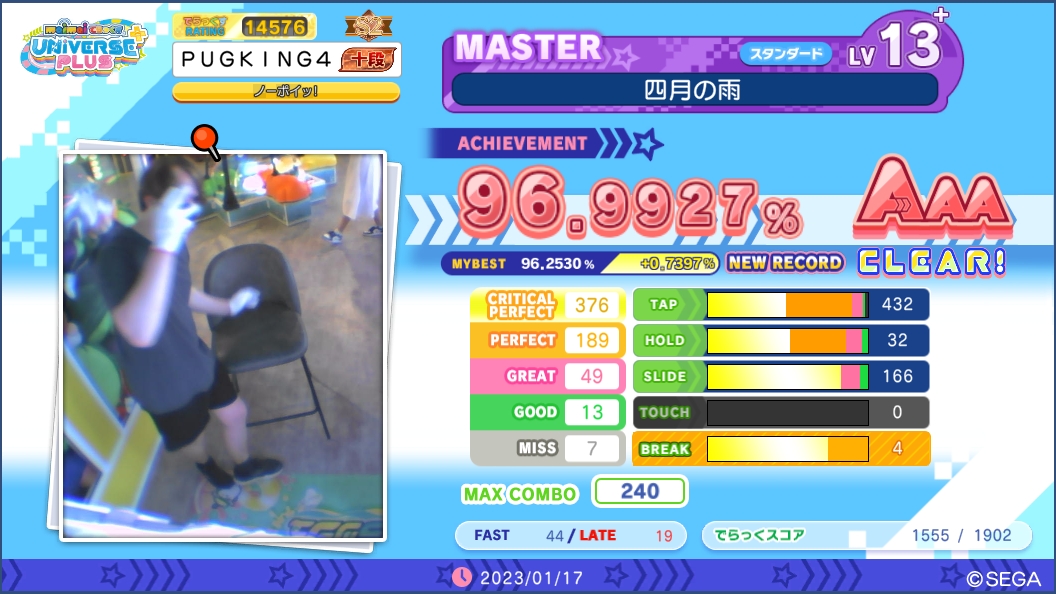 maimai でらっくす
UNiVERSE
PLUS
でらっくす
RATING 14576
PUGKING4 十段
ノーポイッ!
MASTER スタンダード LV 13+
四月の雨
ACHIEVEMENT
96.9927% AAA
MYBEST 96.2530% +0.7397% NEW RECORD CLEAR!
CRITICAL PERFECT 376
PERFECT 189
GREAT 49
GOOD 13
MISS 7
TAP 432
HOLD 32
SLIDE 166
TOUCH 0
BREAK 4
MAX COMBO 240
FAST 44 / LATE 19
でらっくスコア 1555 / 1902
2023/01/17
©SEGA